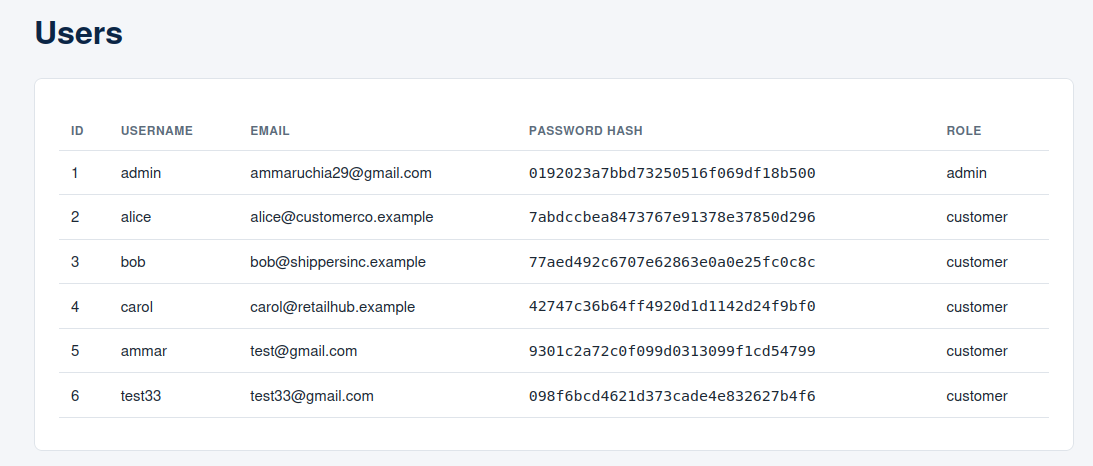 Users
ID USERNAME EMAIL PASSWORD HASH ROLE
1 admin ammaruchia29@gmail.com 0192023a7bbd73250516f069df18b500 admin
2 alice alice@customerco.example 7abdccbea8473767e91378e37850d296 customer
3 bob bob@shippersinc.example 77aed492c6707e62863e0a0e25fc0c8c customer
4 carol carol@retailhub.example 42747c36b64ff4920d1d1142d24f9bf0 customer
5 ammar test@gmail.com 9301c2a72c0f099d0313099f1cd54799 customer
6 test33 test33@gmail.com 098f6bcd4621d373cade4e832627b4f6 customer